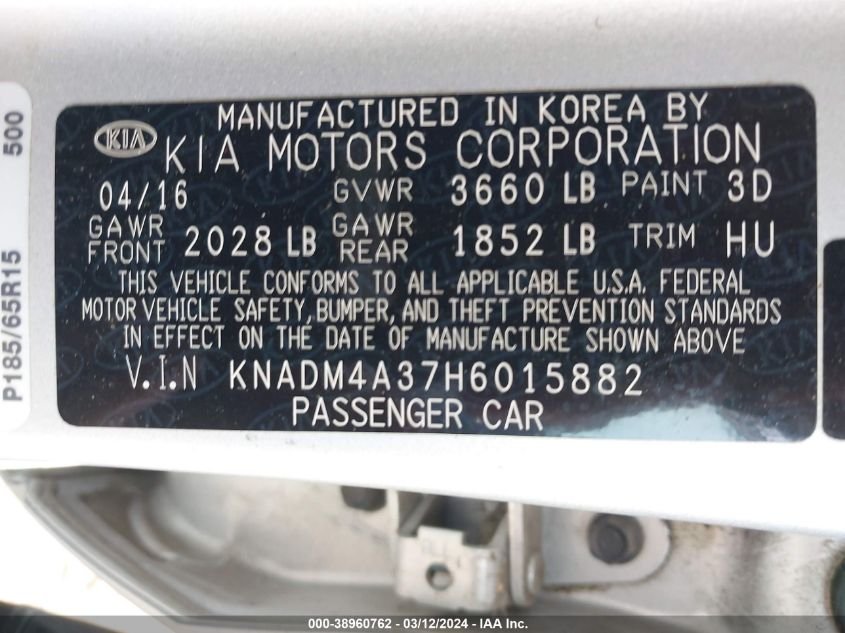 MANUFACTURED IN KOREA BY
KIA KIA MOTORS CORPORATION
04/16 GVWR 3660 LB PAINT 3D
GAWR FRONT 2028 LB GAWR REAR 1852 LB TRIM HU
THIS VEHICLE CONFORMS TO ALL APPLICABLE U.S.A. FEDERAL
MOTOR VEHICLE SAFETY, BUMPER, AND THEFT PREVENTION STANDARDS
IN EFFECT ON THE DATE OF MANUFACTURE SHOWN ABOVE
V.I.N KNADM4A37H6015882
PASSENGER CAR
P185/65R15 500
000-38960762 - 03/12/2024 - IAA Inc.